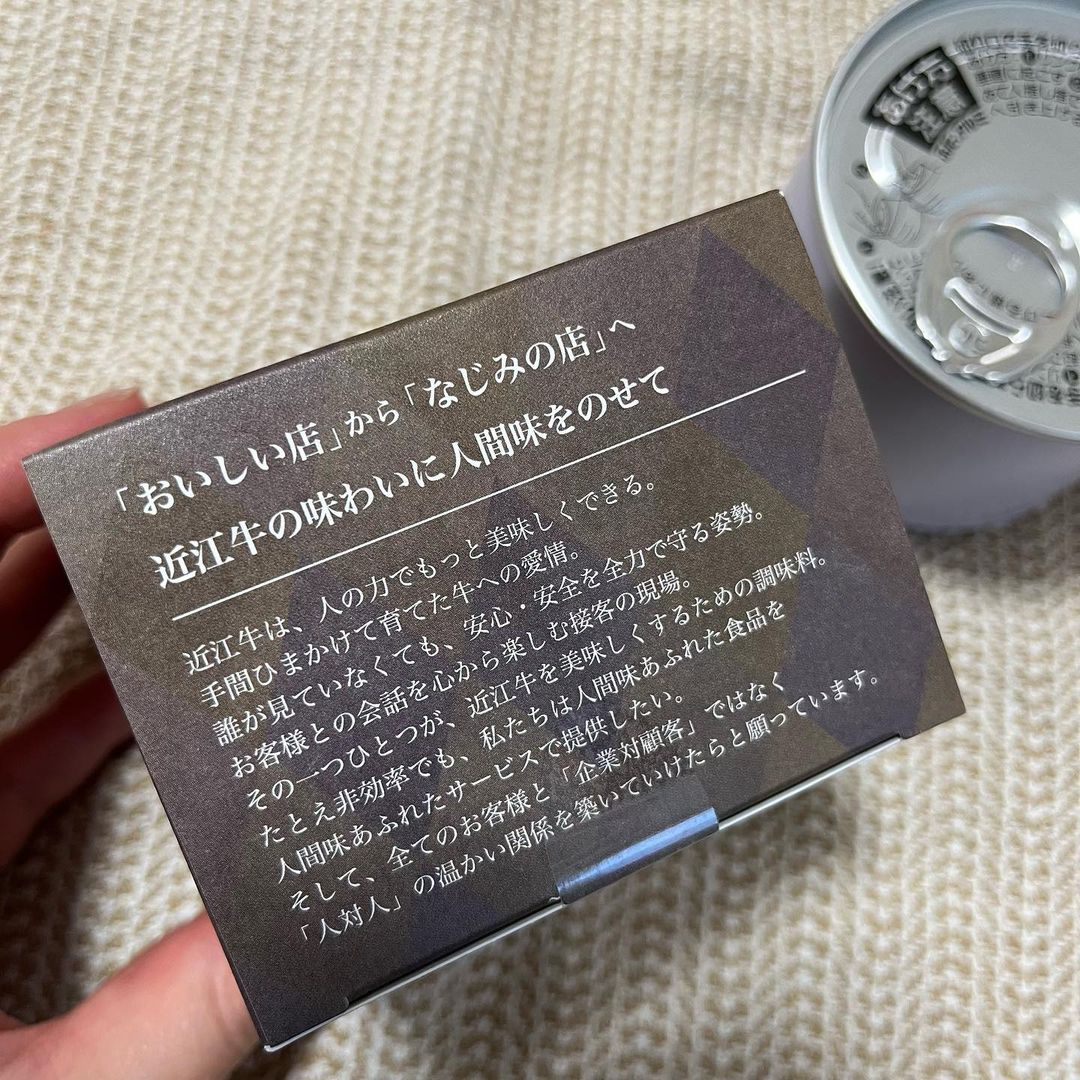 「おいしい店」から「なじみの店」へ
近江牛の味わいに人間味をのせて
近江牛は、人の力でもっと美味しくできる。
手間ひまかけて育てた牛への愛情。
誰が見ていなくても、安心・安全を全力で守る姿勢。
お客様との会話を心から楽しむ接客の現場。
その一つひとつが、近江牛を美味しくするための調味料。
たとえ非効率でも、私たちは人間味あふれた食品を
人間味あふれたサービスで提供したい。
そして、全てのお客様と「企業対顧客」ではなく
「人対人」の温かい関係を築いていけたらと願っています。
切り口
注意